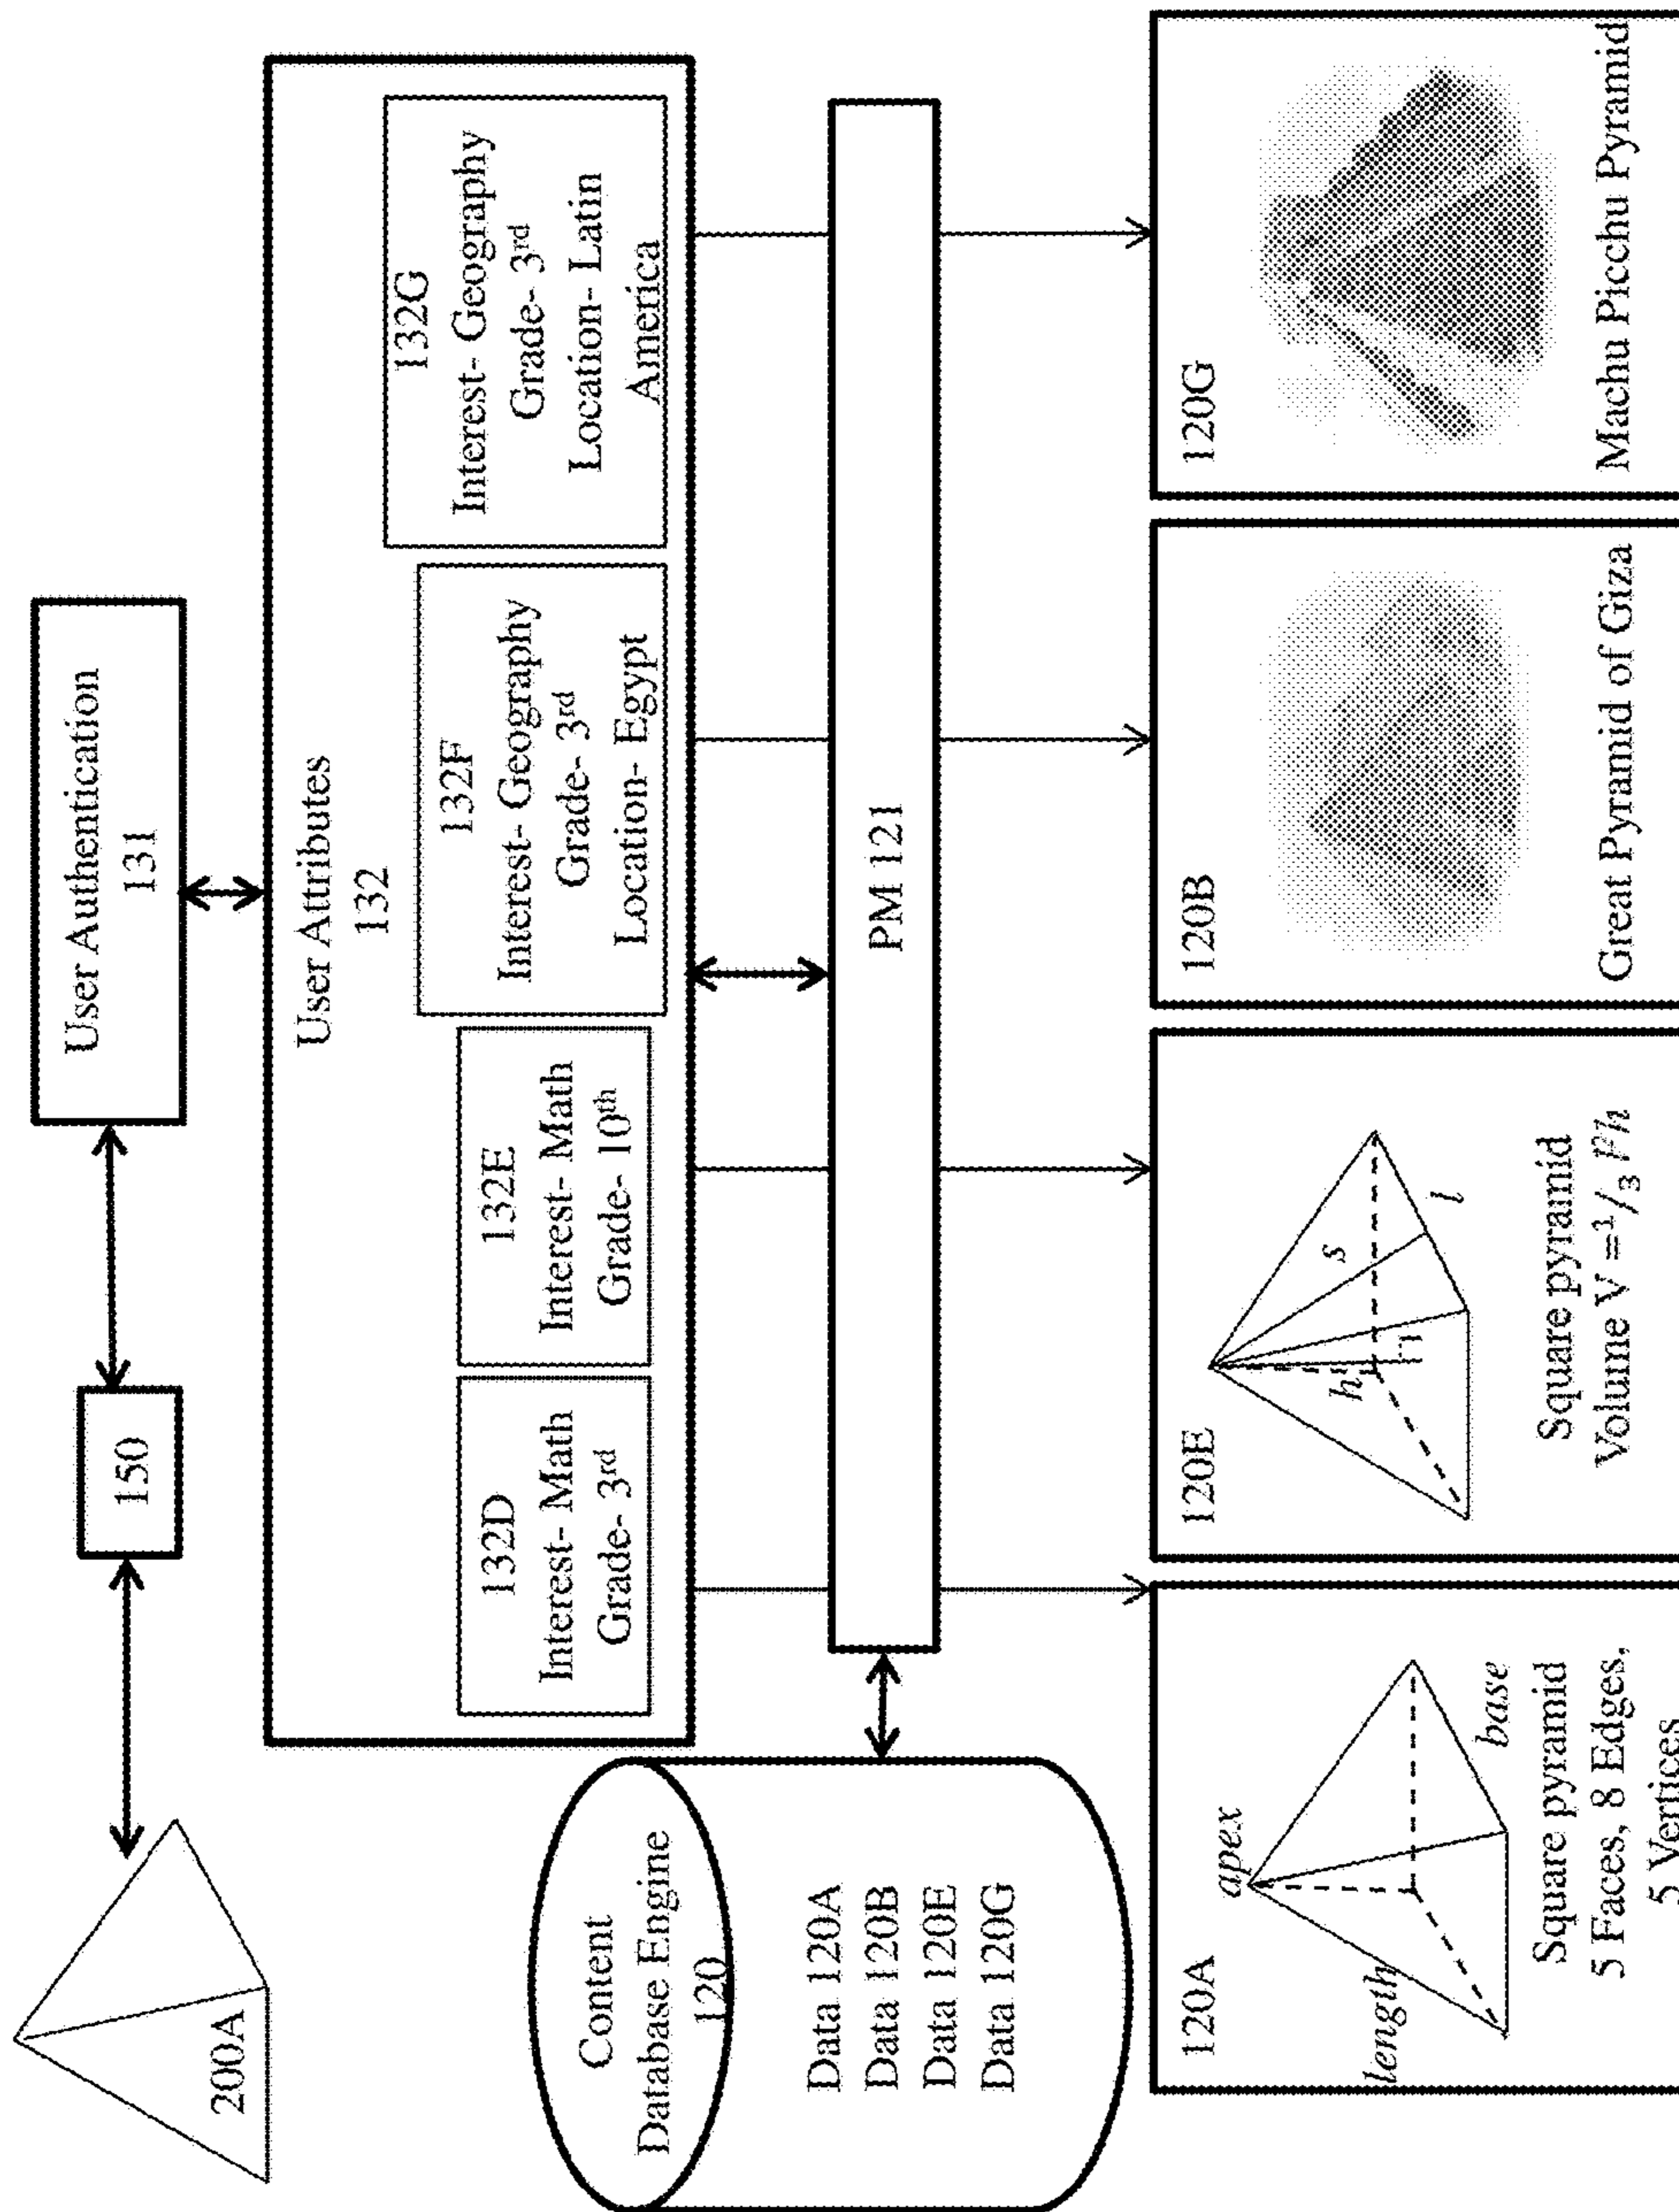 200A
150
User Authentication
131
User Attributes
132
132D
Interest- Math
Grade- 3rd
132E
Interest- Math
Grade- 10th
132F
Interest- Geography
Grade- 3rd
Location- Egypt
132G
Interest- Geography
Grade- 3rd
Location- Latin
America
Content
Database Engine
120
Data 120A
Data 120B
Data 120E
Data 120G
PM 121
120A
apex
length
base
Square pyramid
5 Faces, 8 Edges,
5 Vertices
120E
h
s
l
Square pyramid
Volume V =1/3 l²h
120B
Great Pyramid of Giza
120G
Machu Picchu Pyramid